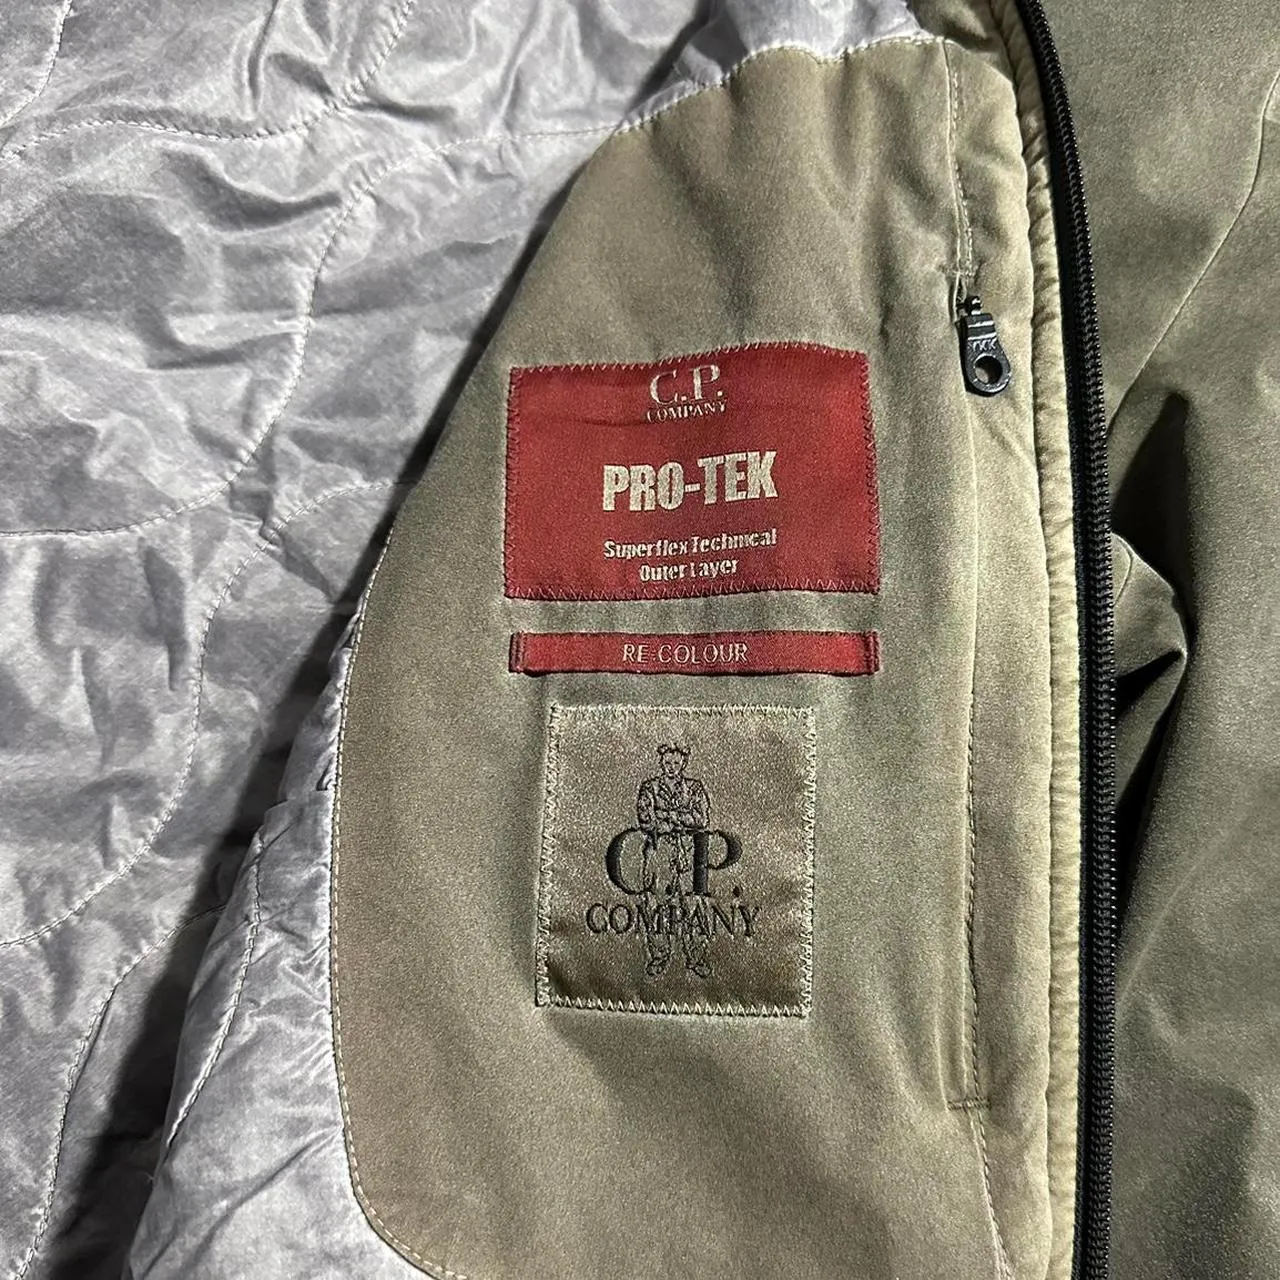 C.P.
COMPANY
PRO-TEK
Superflex Technical
Outer Layer
RE-COLOUR
C.P.
COMPANY